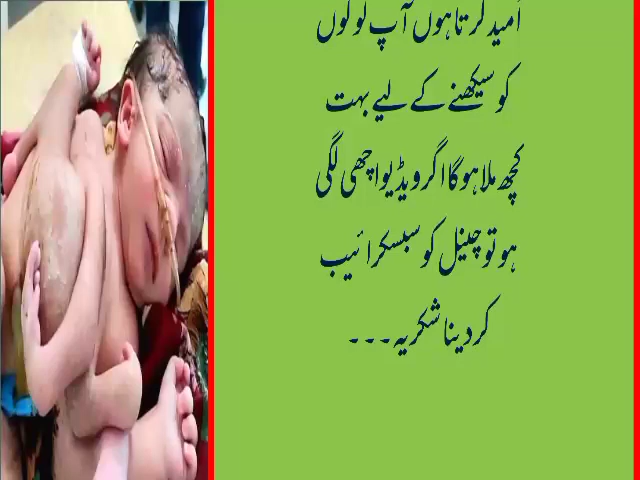 اُمید کرتا ہوں آپ لوگوں
کو سیکھنے کے لیے بہت
کچھ ملا ہوگا اگر ویڈیو اچھی لگی
ہو تو چینل کو سبسکرائیب
کر دینا شکریہ۔۔۔